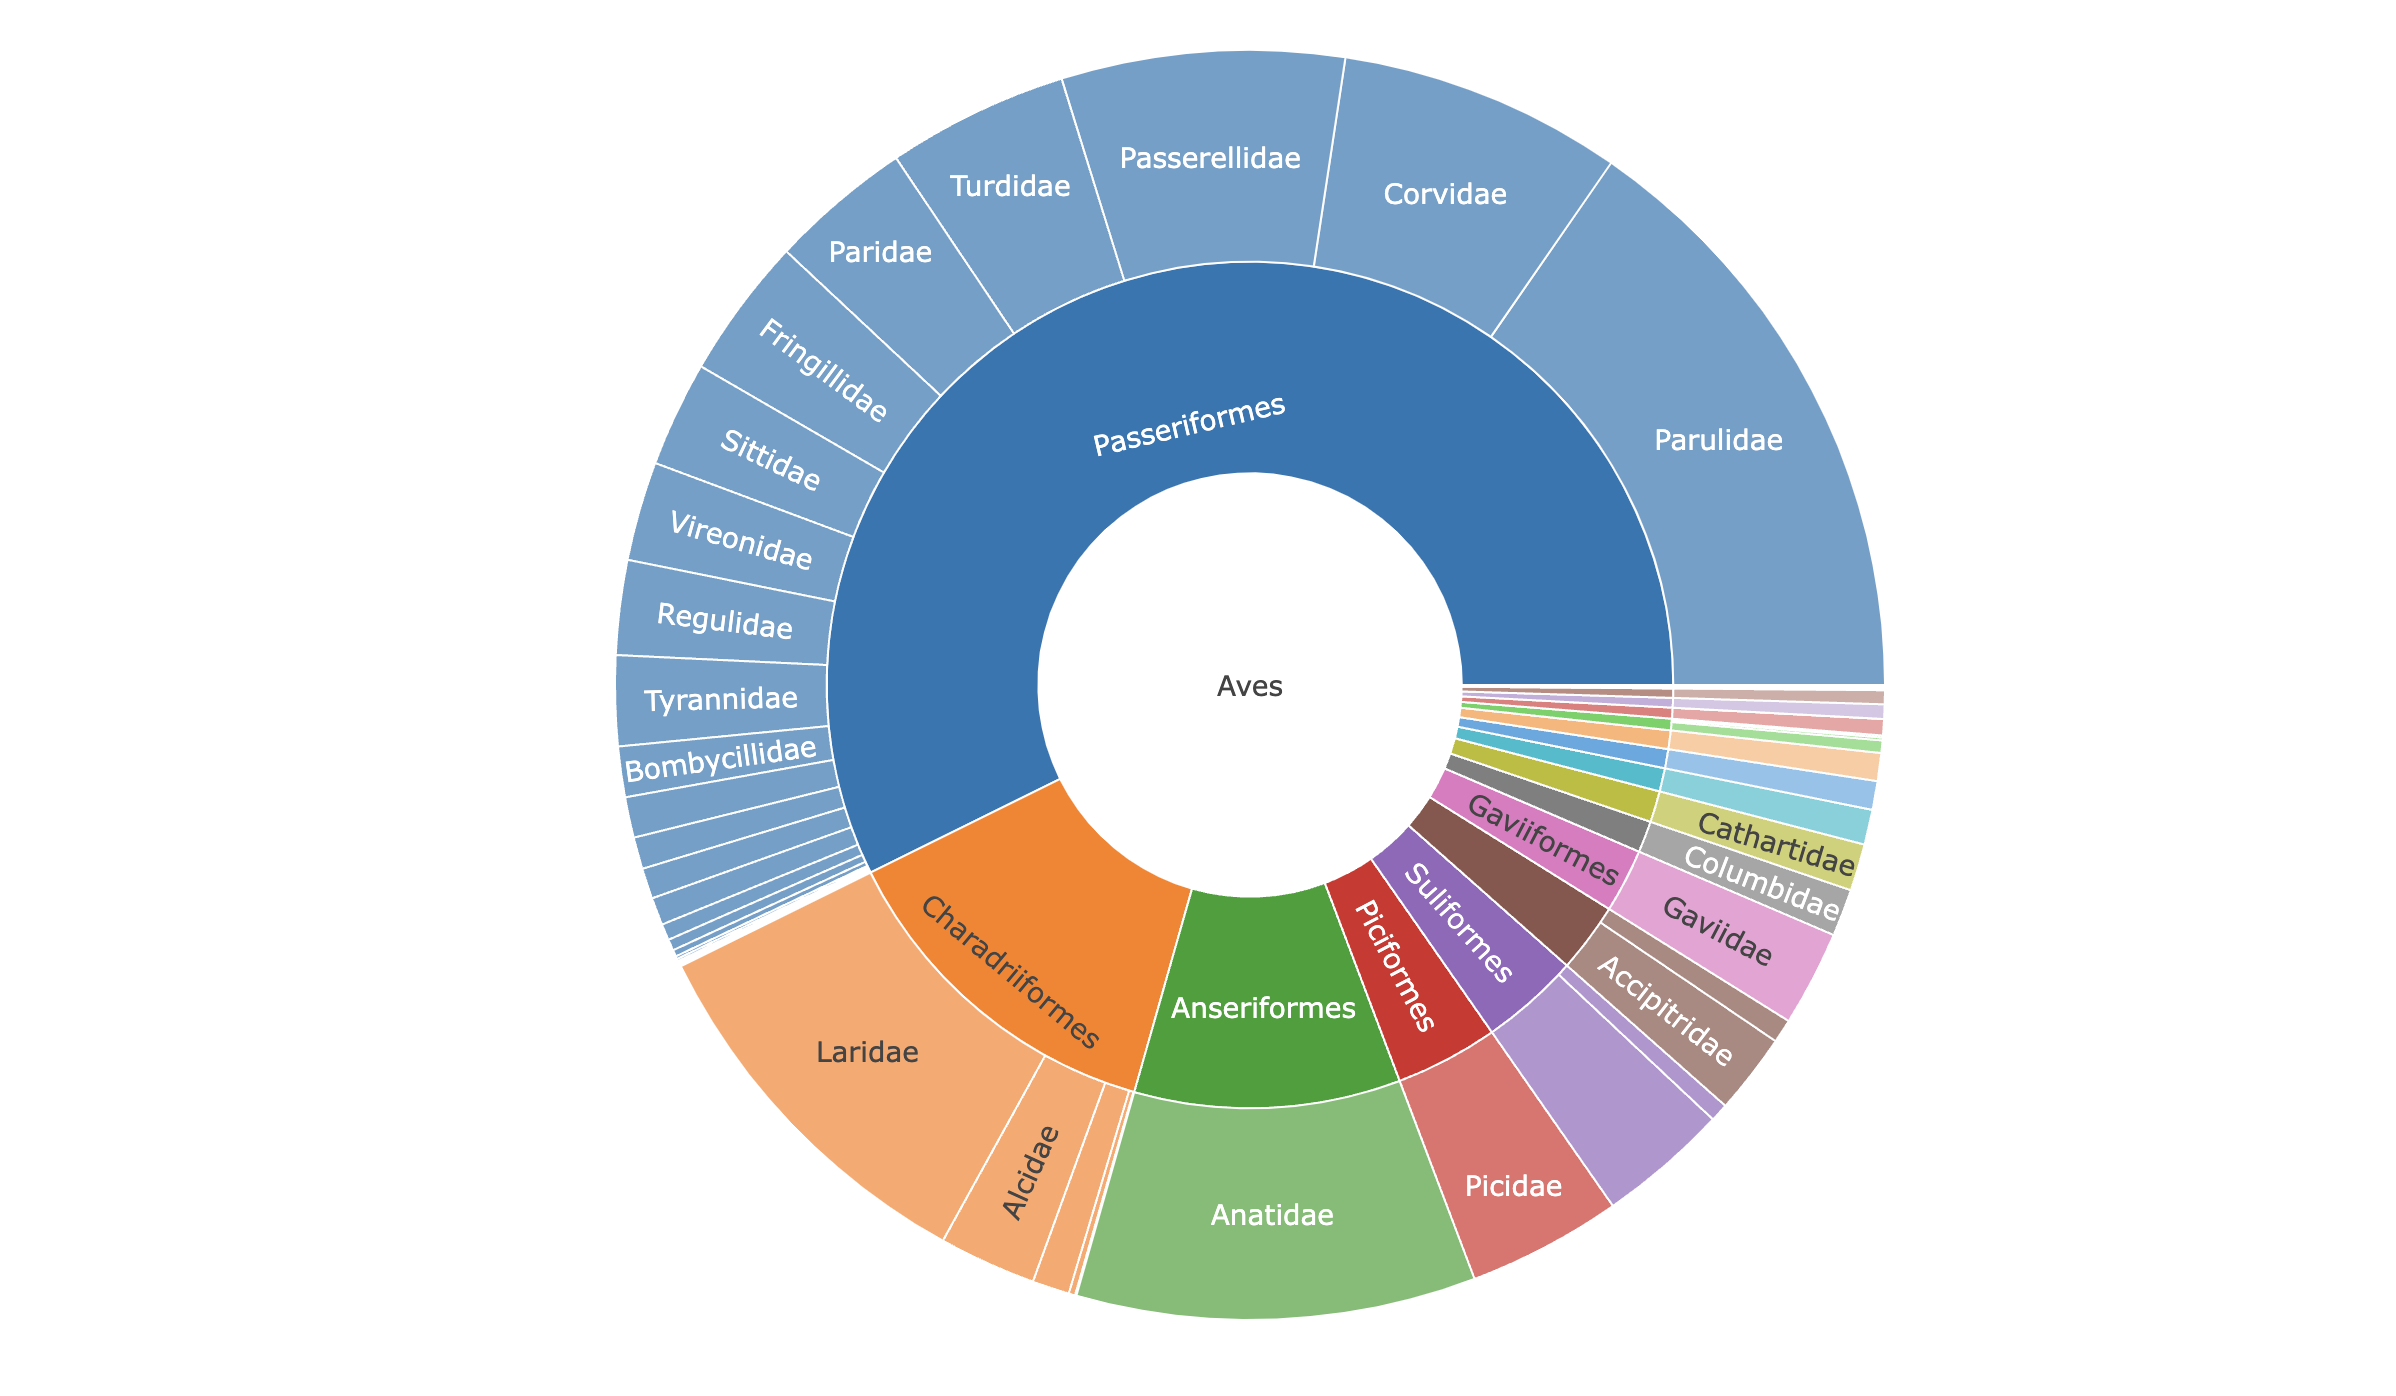 Passerellidae
Turdidae
Corvidae
Paridae
Fringillidae
Passeriformes
Parulidae
Sittidae
Vireonidae
Regulidae
Aves
Tyrannidae
Bombycillidae
Cathartidae
Gaviiformes
Columbidae
Suliformes
Gaviidae
Charadriiformes
Piciformes
Anseriformes
Accipitridae
Laridae
Alcidae
Picidae
Anatidae